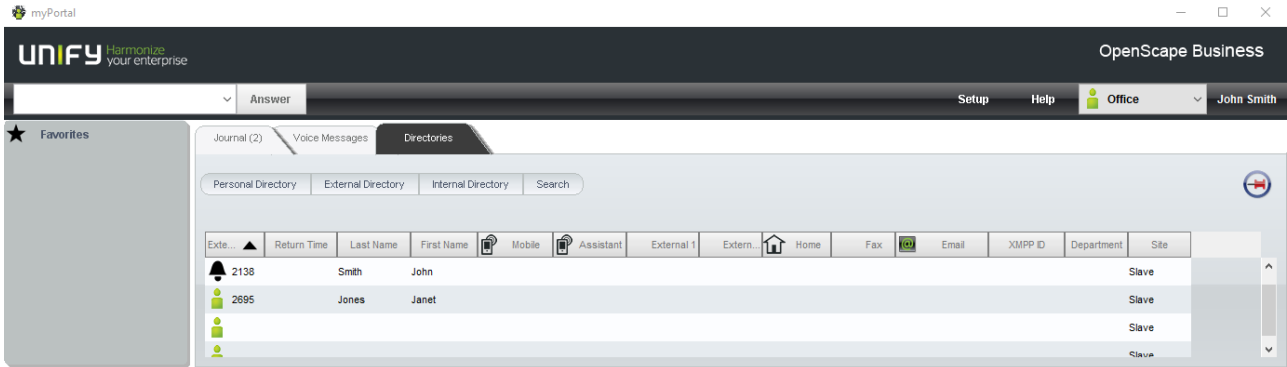 myPortal
UNIFY Harmonize your enterprise
OpenScape Business
Answer Setup Help Office John Smith
Favorites
Journal (2) Voice Messages Directories
Personal Directory External Directory Internal Directory Search
Exte... Return Time Last Name First Name Mobile Assistant External 1 Extern... Home Fax Email XMPP ID Department Site
2138 Smith John Slave
2695 Jones Janet Slave
Slave
Slave